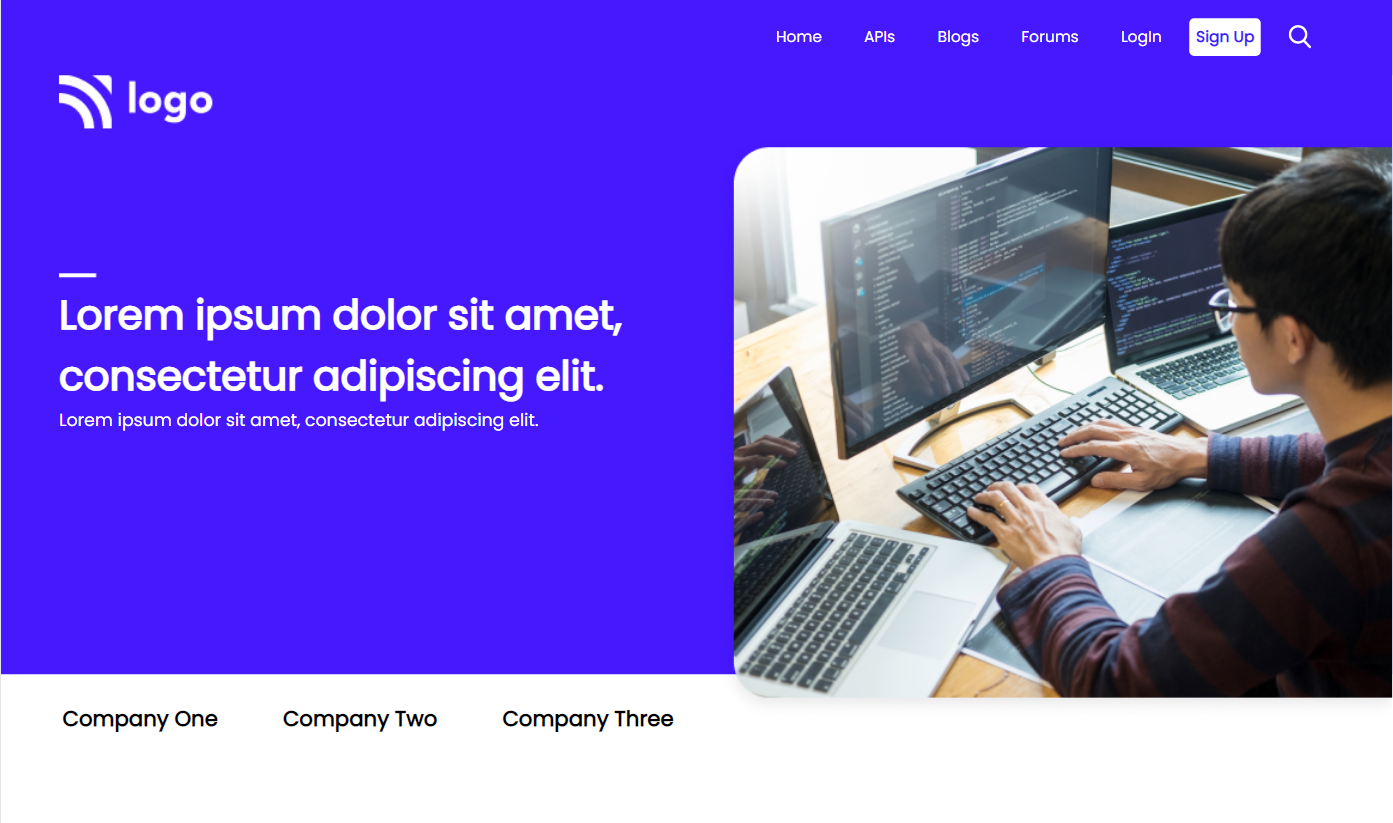 Home APIs Blogs Forums LogIn Sign Up
logo
Lorem ipsum dolor sit amet,
consectetur adipiscing elit.
Lorem ipsum dolor sit amet, consectetur adipiscing elit.
Company One Company Two Company Three